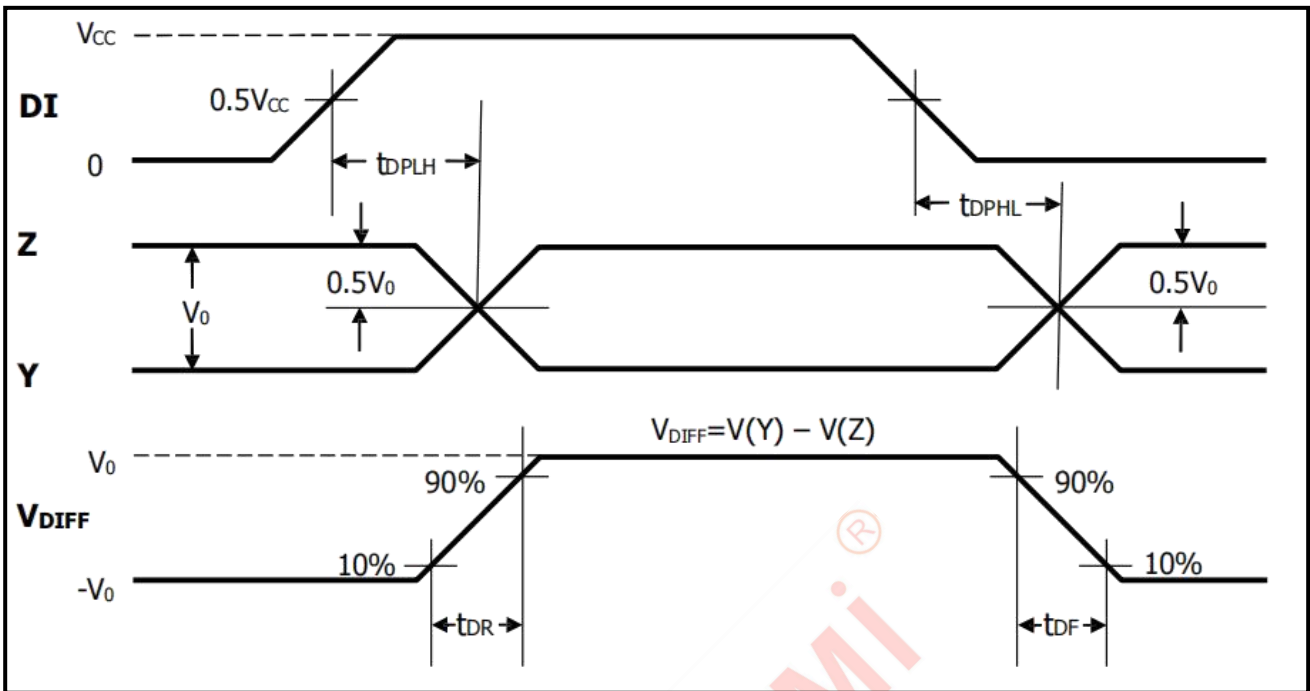 VCC
DI
0.5VCC
0
tDPLH
tDPHL
Z
0.5V0
0.5V0
V0
Y
VDIFF=V(Y) – V(Z)
V0
90%
90%
VDIFF
10%
10%
-V0
tDR
tDF
Mi
®